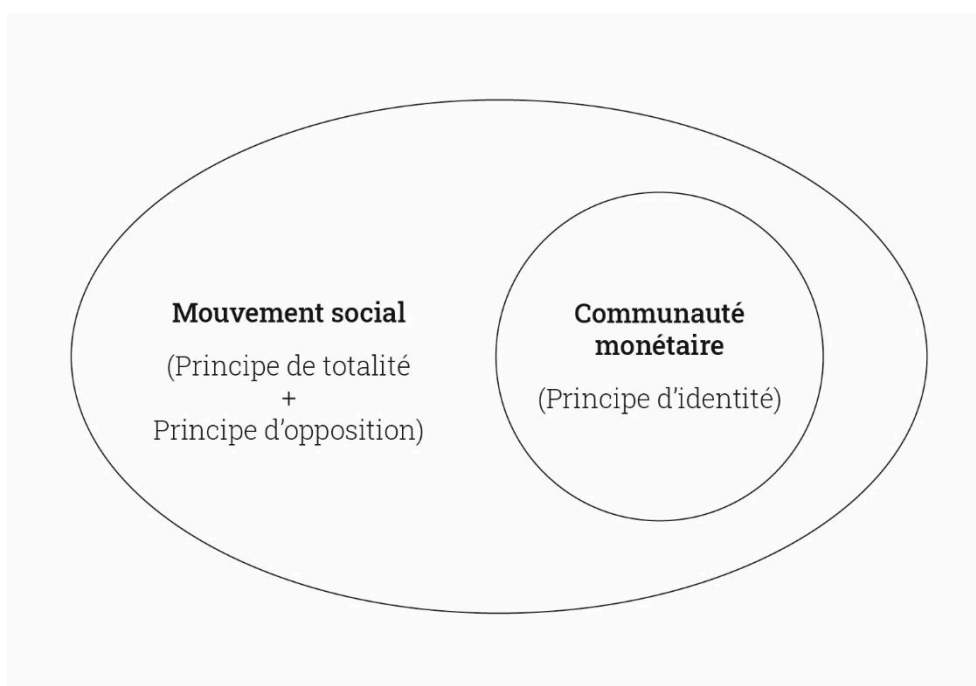 Mouvement social
(Principe de totalité
+
Principe d'opposition)
Communauté
monétaire
(Principe d'identité)